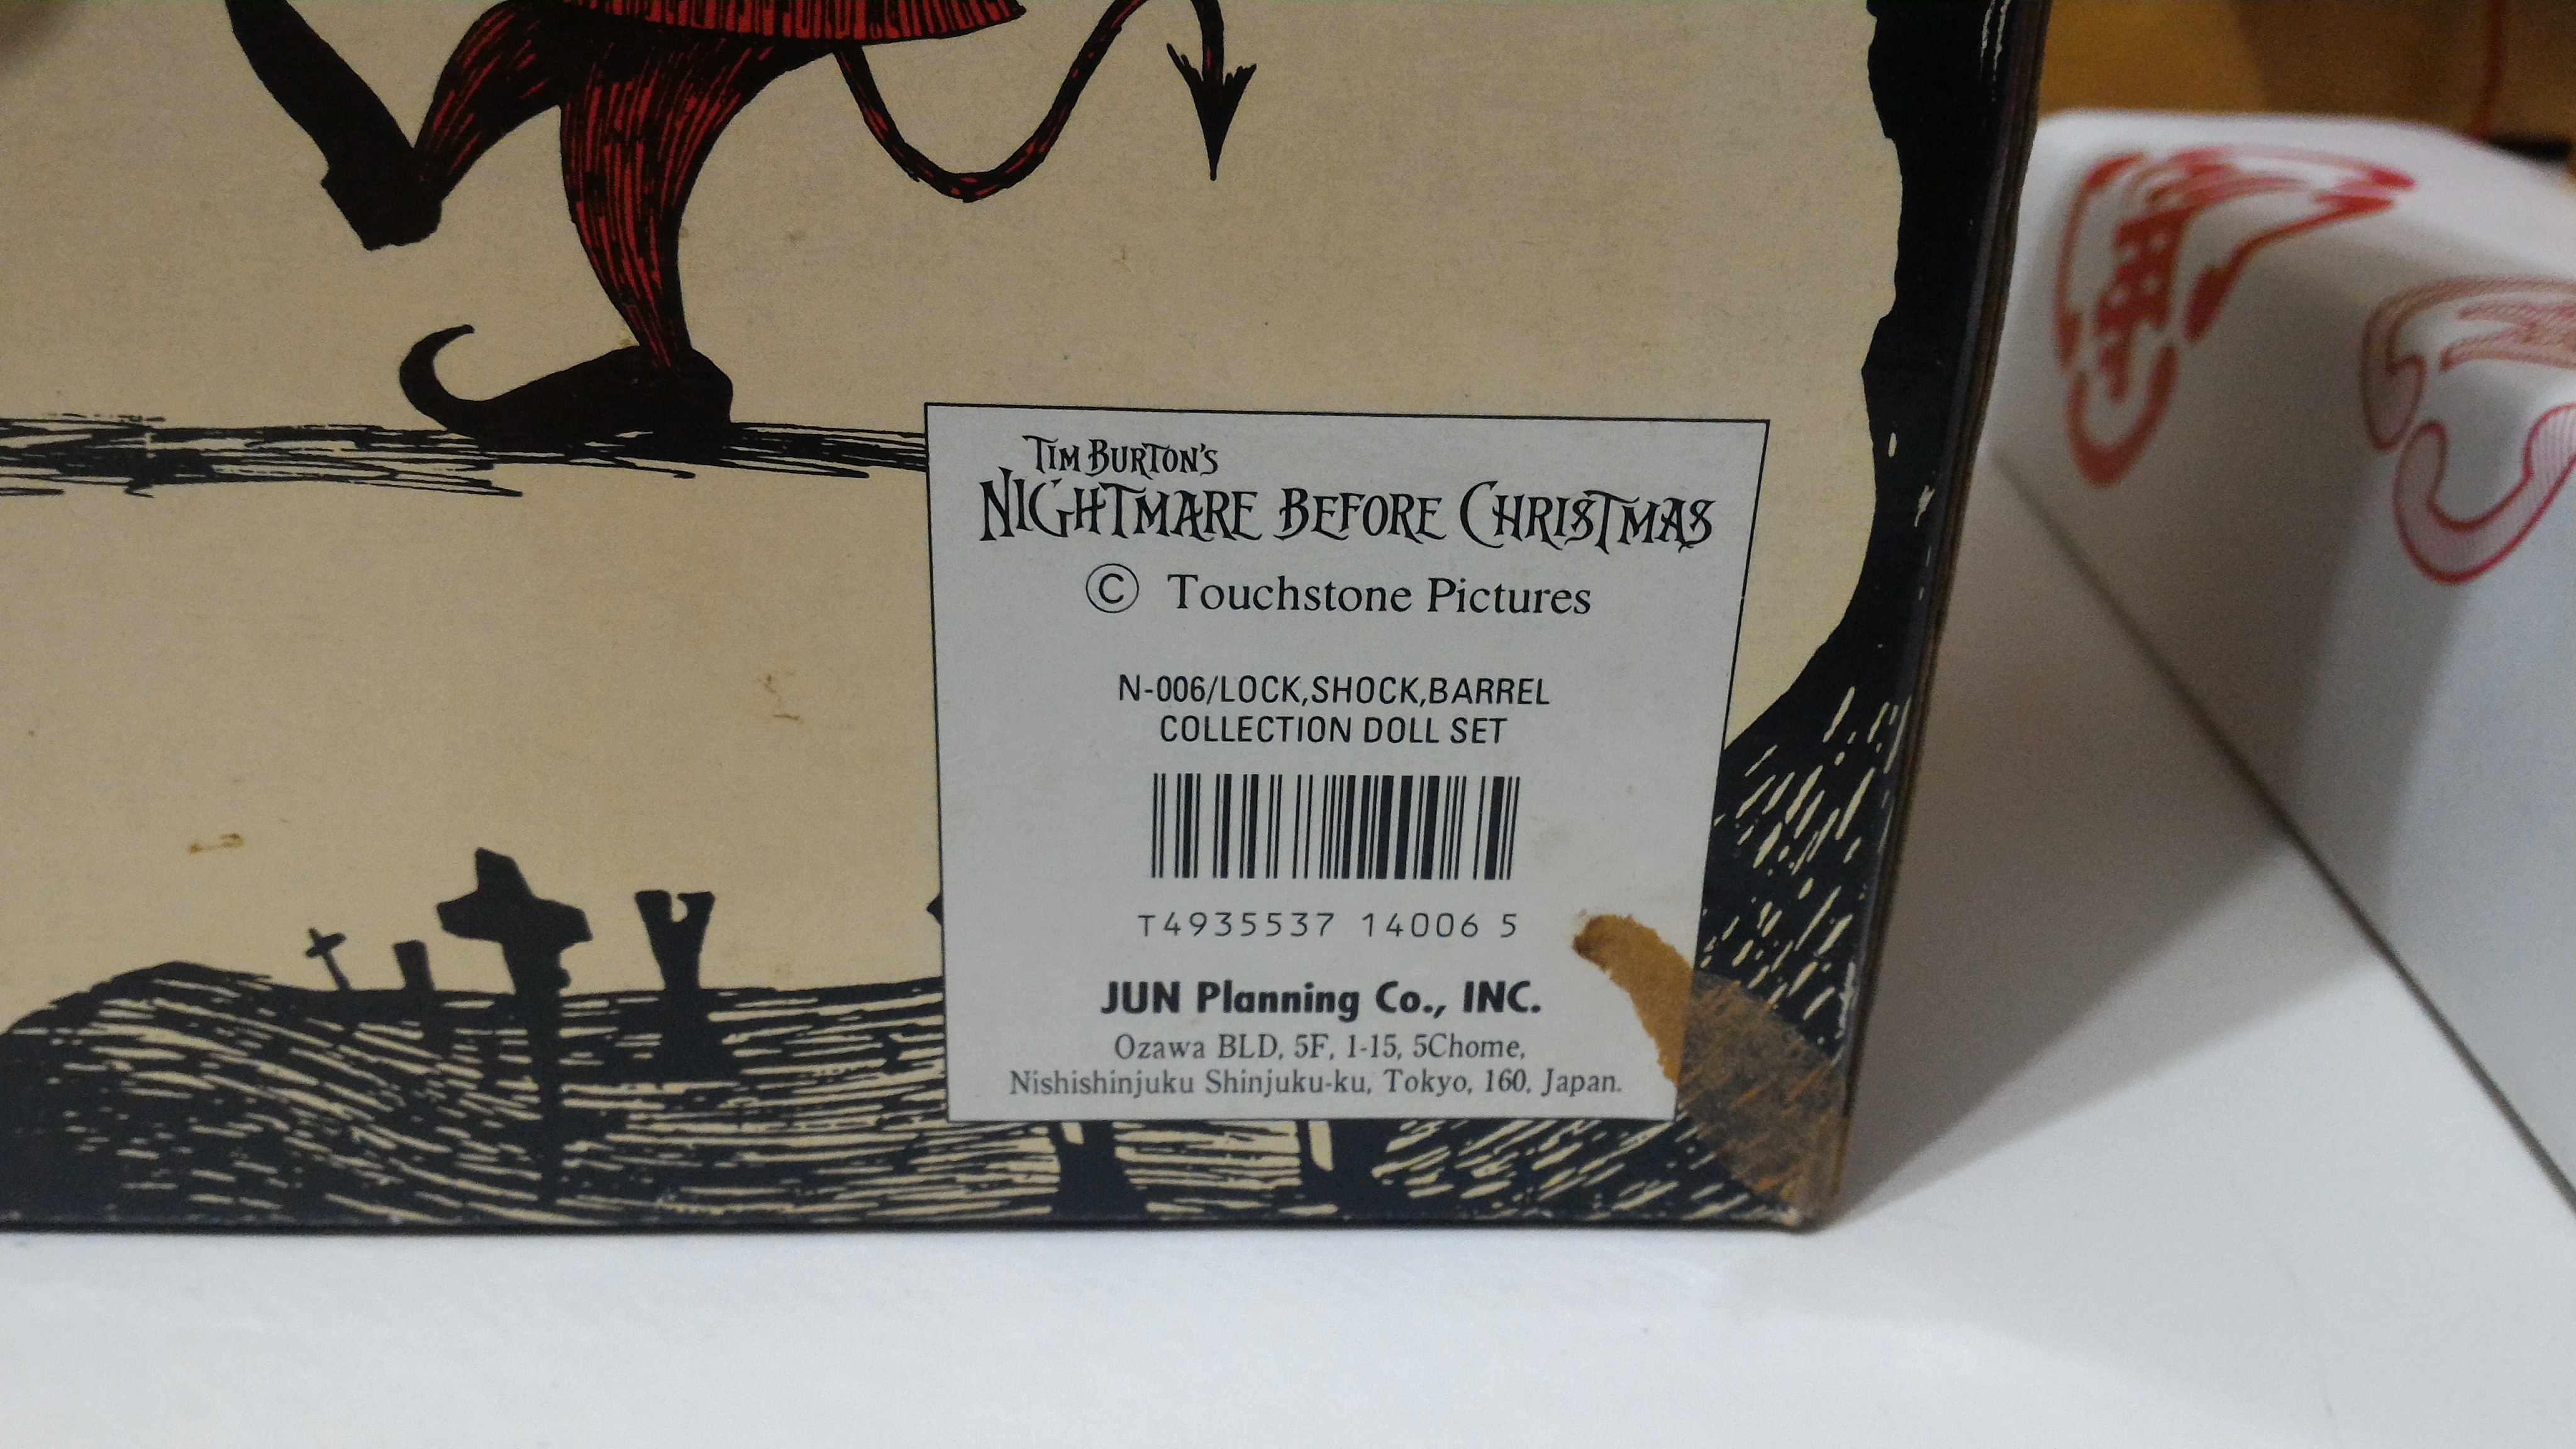 TIM BURTON'S
NIGHTMARE BEFORE CHRISTMAS
© Touchstone Pictures
N-006/LOCK,SHOCK,BARREL
COLLECTION DOLL SET
T4935537 14006 5
JUN Planning Co., INC.
Ozawa BLD, 5F, 1-15, 5Chome,
Nishishinjuku Shinjuku-ku, Tokyo, 160, Japan.